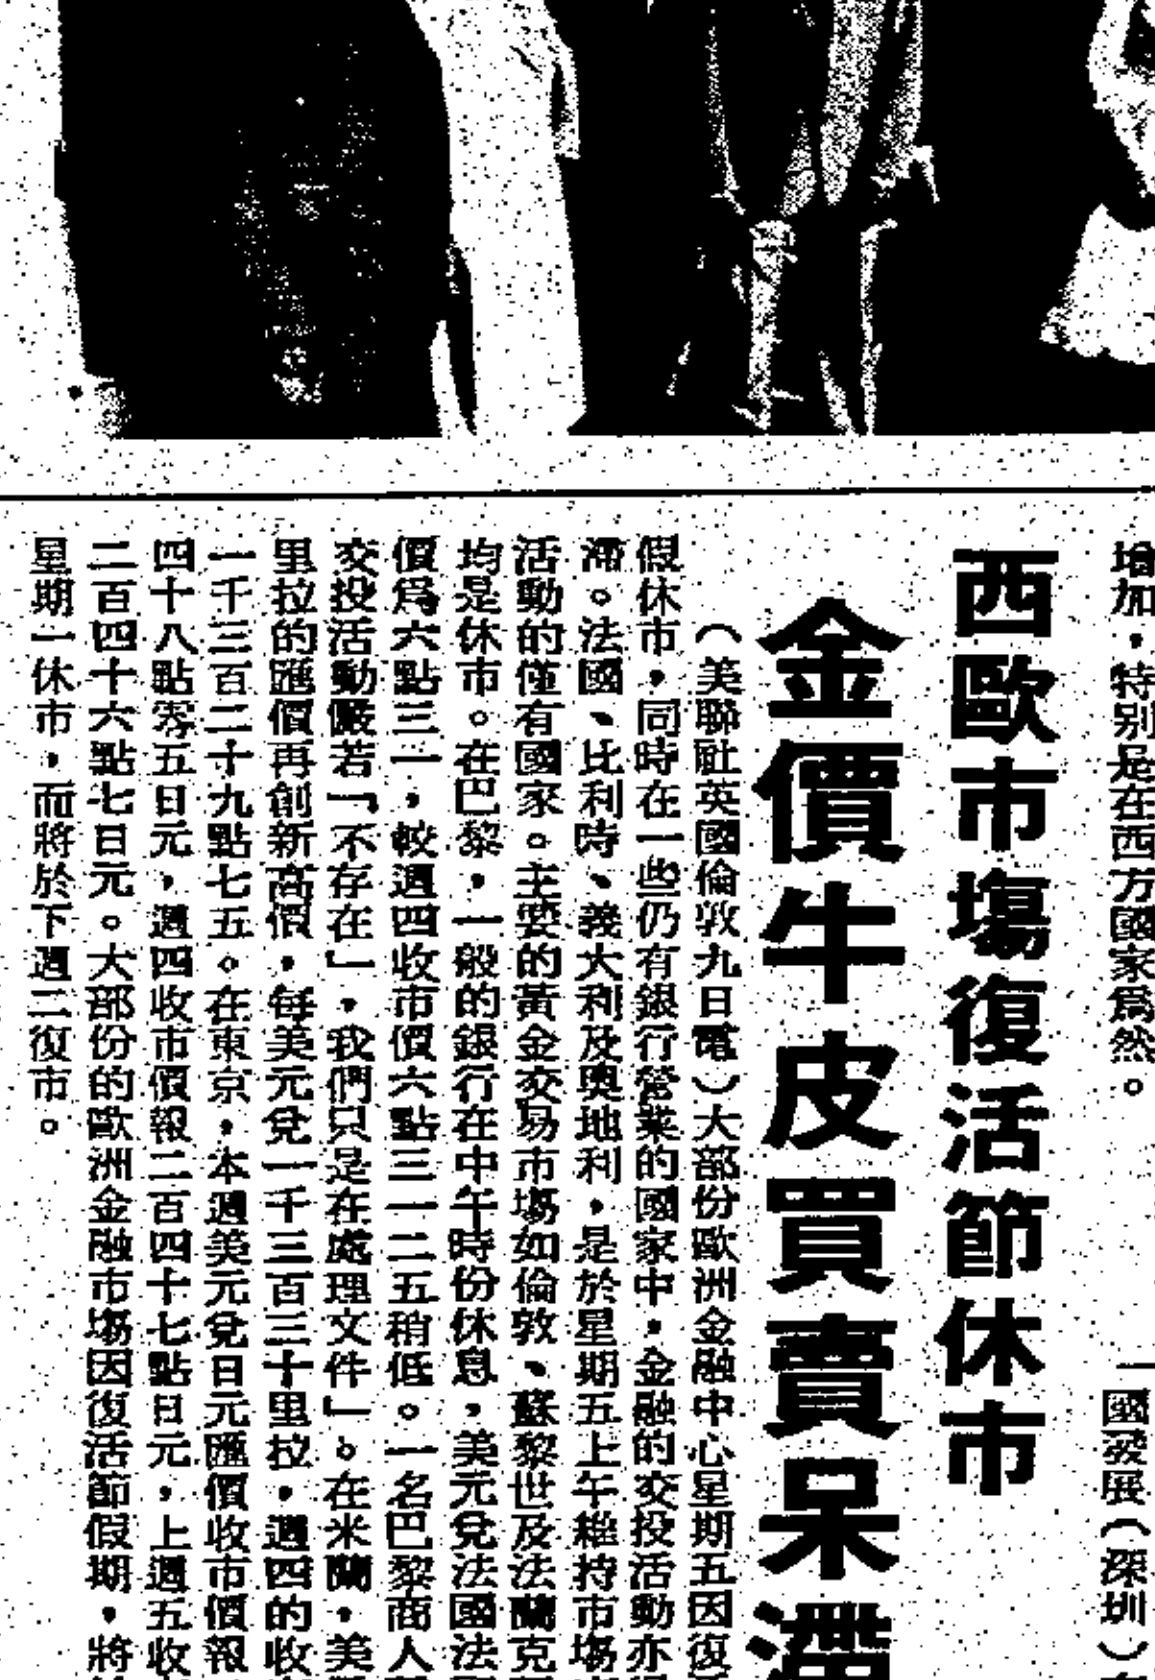 增加，特別是在西方國家爲然。
一國發展（深圳）
西歐市場復活節休市
金價牛皮買賣呆滯
（美聯社英國倫敦九日電）大部份歐洲金融中心星期五因復
假休市，同時在一些仍有銀行營業的國家中，金融的交投活動亦
滯。法國、比利時、義大利及奧地利，是於星期五上午維持市場
活動的僅有國家。主要的黃金交易市場如倫敦、蘇黎世及法蘭克
均是休市。在巴黎，一般的銀行在中午時份休息，美元兌法國法
價爲六點三一，較週四收市價六點三一二五稍低。一名巴黎商人
交投活動儼若「不存在」，我們只是在處理文件」。在米蘭，美
里拉的匯價再創新高價，每美元兌一千三百三十里拉，週四的收
一千三百二十九點七五。在東京，本週美元兌日元匯價收市價報
四十八點零五日元，週四收市價報二百四十七點日元，上週五收
二百四十六點七日元。大部份的歐洲金融市場因復活節假期，將
星期一休市，而將於下週二復市。